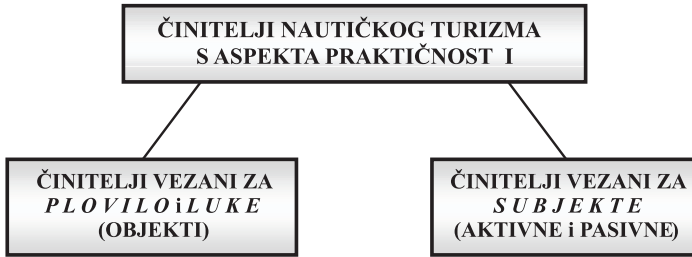 ČINITELJI NAUTIČKOG TURIZMA
S ASPEKTA PRAKTIČNOST I
ČINITELJI VEZANI ZA
PLOVILO i LUKE
(OBJEKTI)
ČINITELJI VEZANI ZA
SUBJEKTE
(AKTIVNE i PASIVNE)